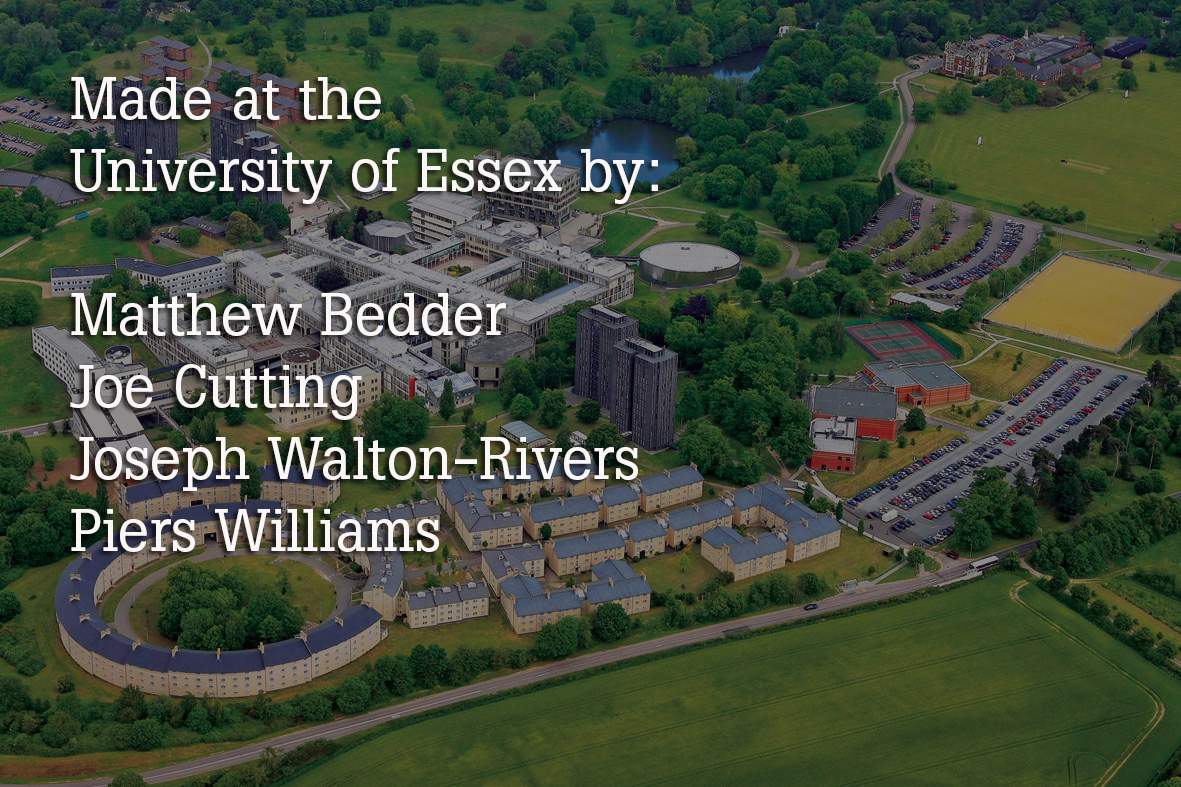 Made at the
University of Essex by:
Matthew Bedder
Joe Cutting
Joseph Walton-Rivers
Piers Williams